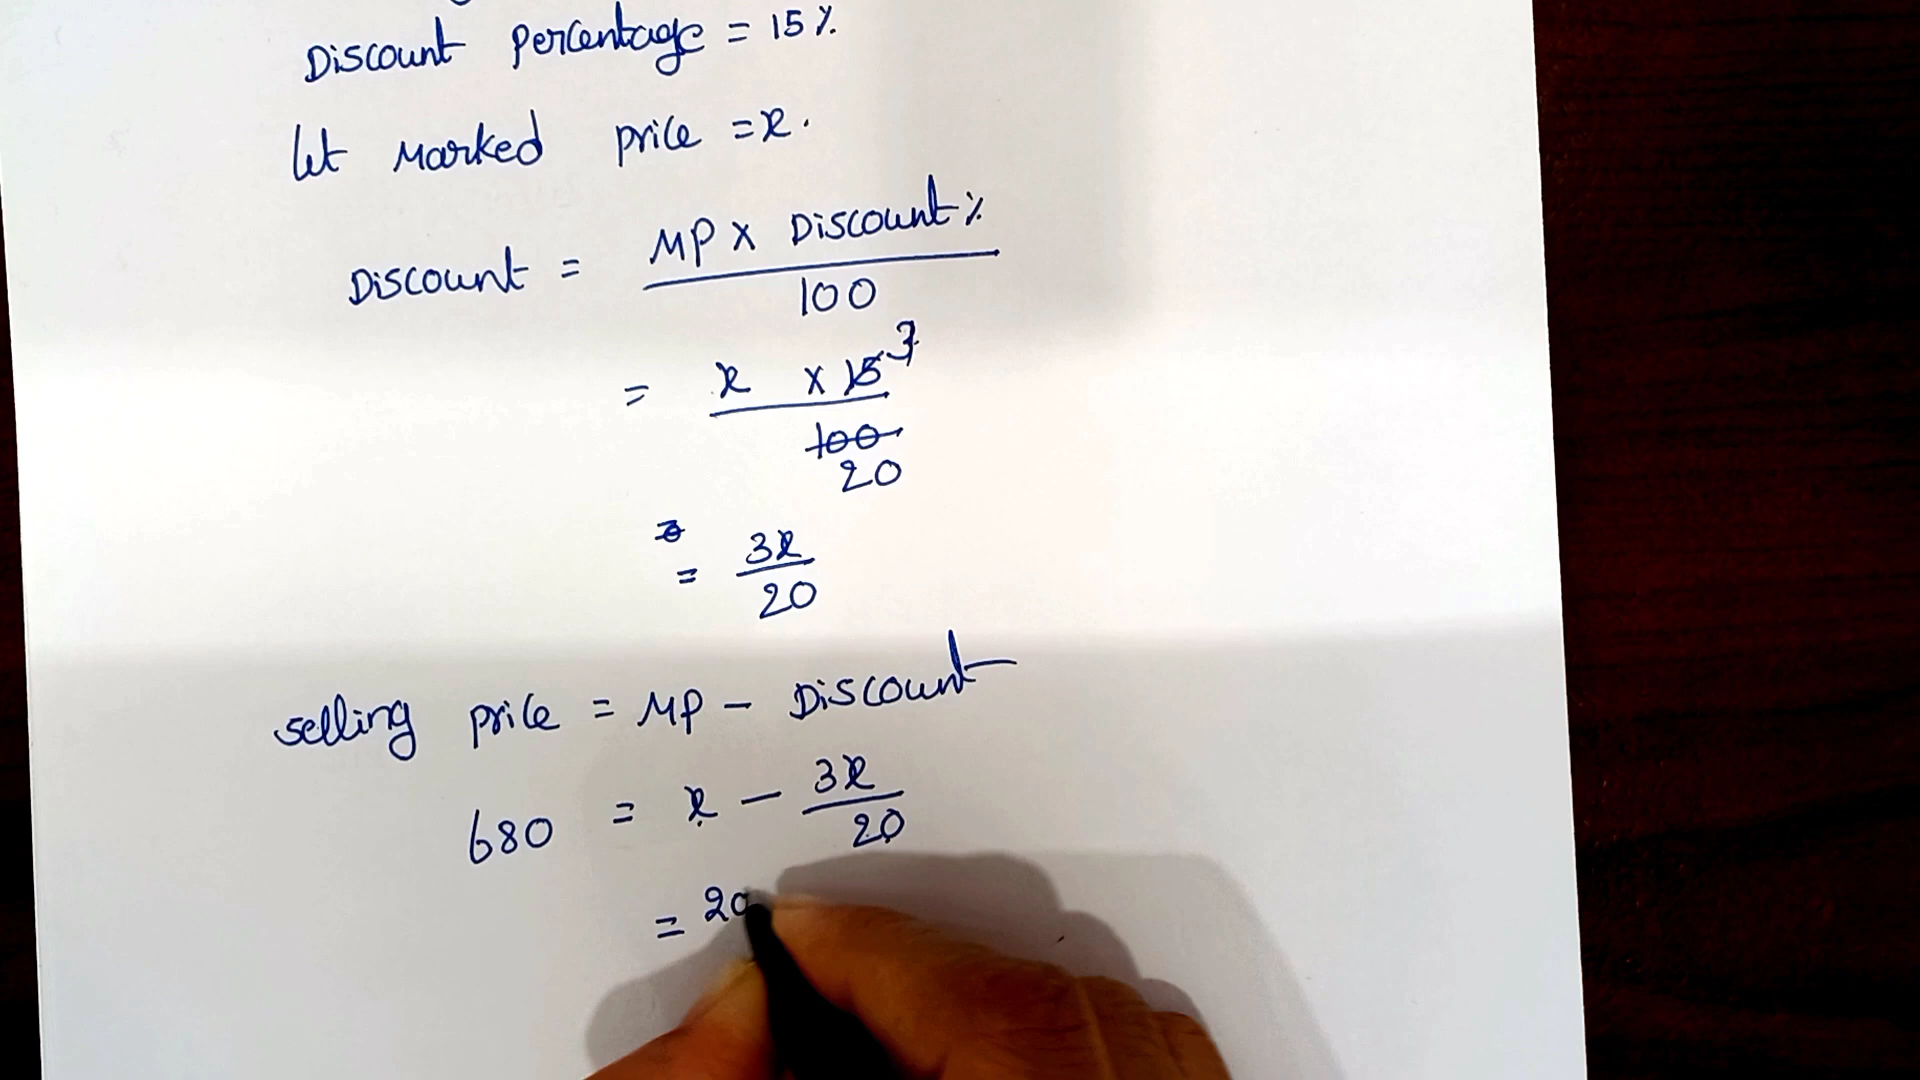 Discount percentage = 15%.
let Marked price = x.
Discount = MP x Discount% / 100
= x x 15 3 / 100 20
= 3x / 20
selling price = MP - Discount
680 = x - 3x / 20
= 20